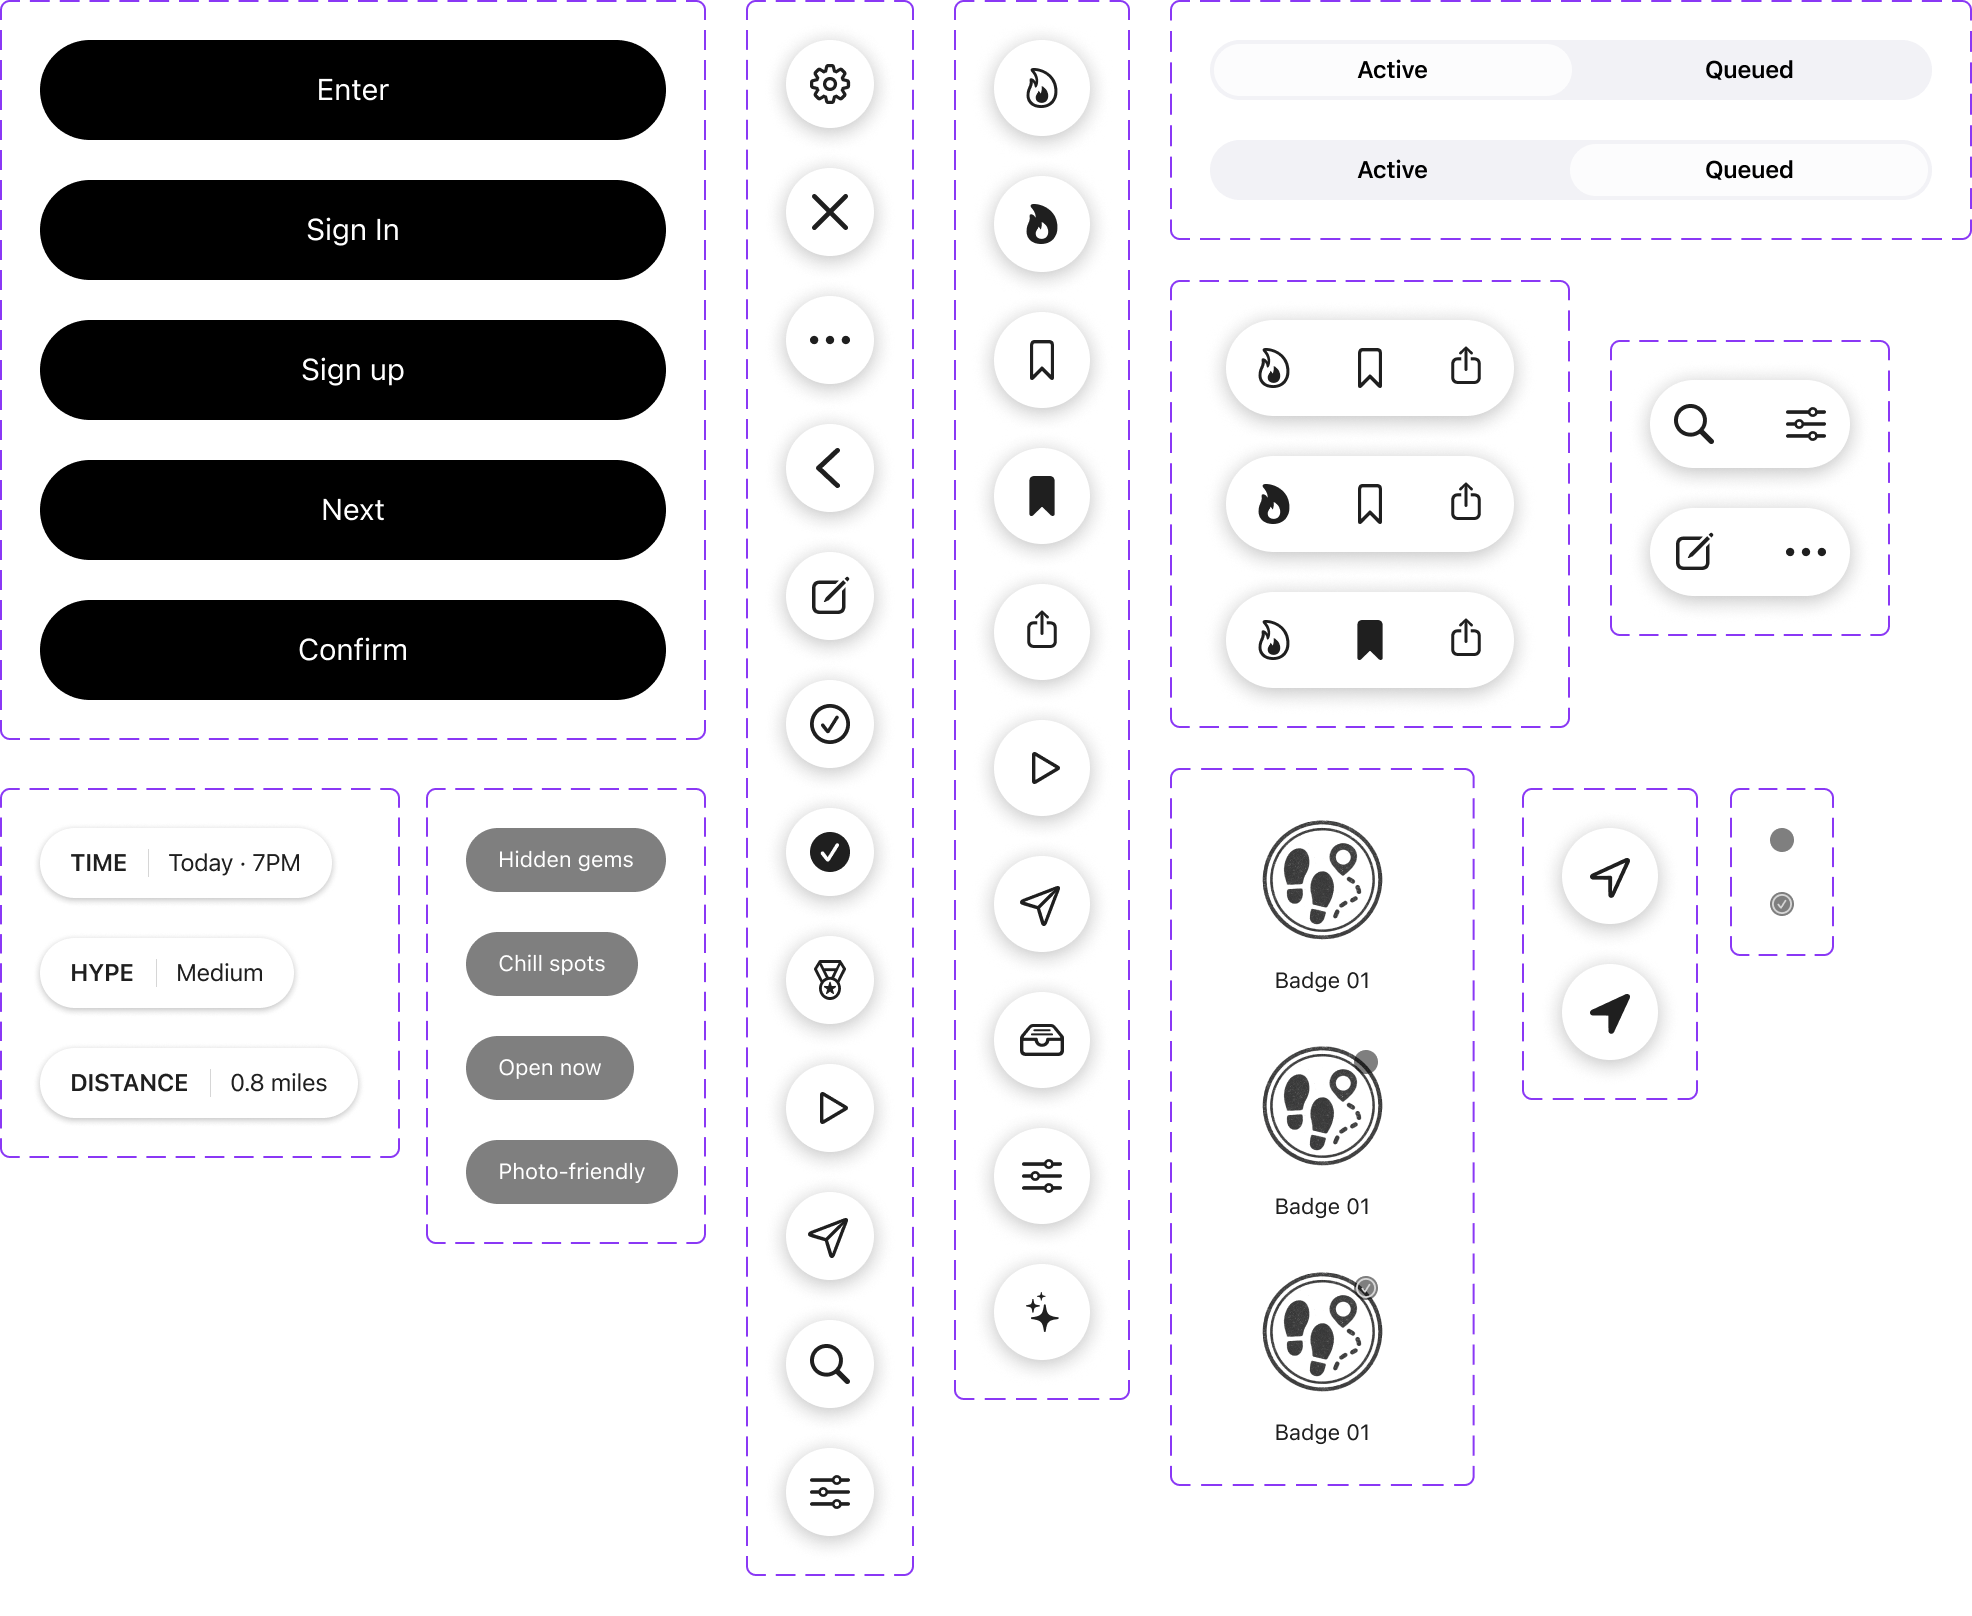 Enter
Sign In
Sign up
Next
Confirm
TIME Today · 7PM
HYPE Medium
DISTANCE 0.8 miles
Hidden gems
Chill spots
Open now
Photo-friendly
Active Queued
Active Queued
Badge 01
Badge 01
Badge 01